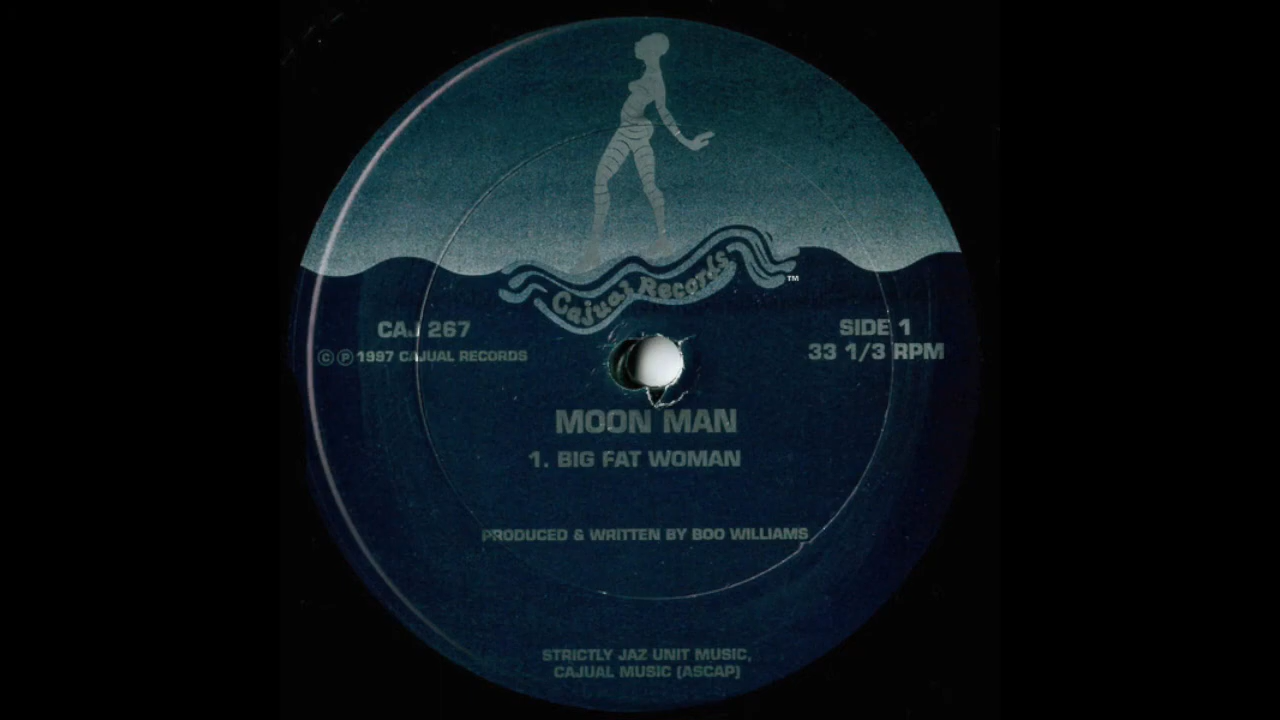 Cajual Records
TM
CAJ 267
SIDE 1
© ℗ 1997 CAJUAL RECORDS
33 1/3 RPM
MOON MAN
1. BIG FAT WOMAN
PRODUCED & WRITTEN BY BOO WILLIAMS
STRICTLY JAZ UNIT MUSIC,
CAJUAL MUSIC (ASCAP)